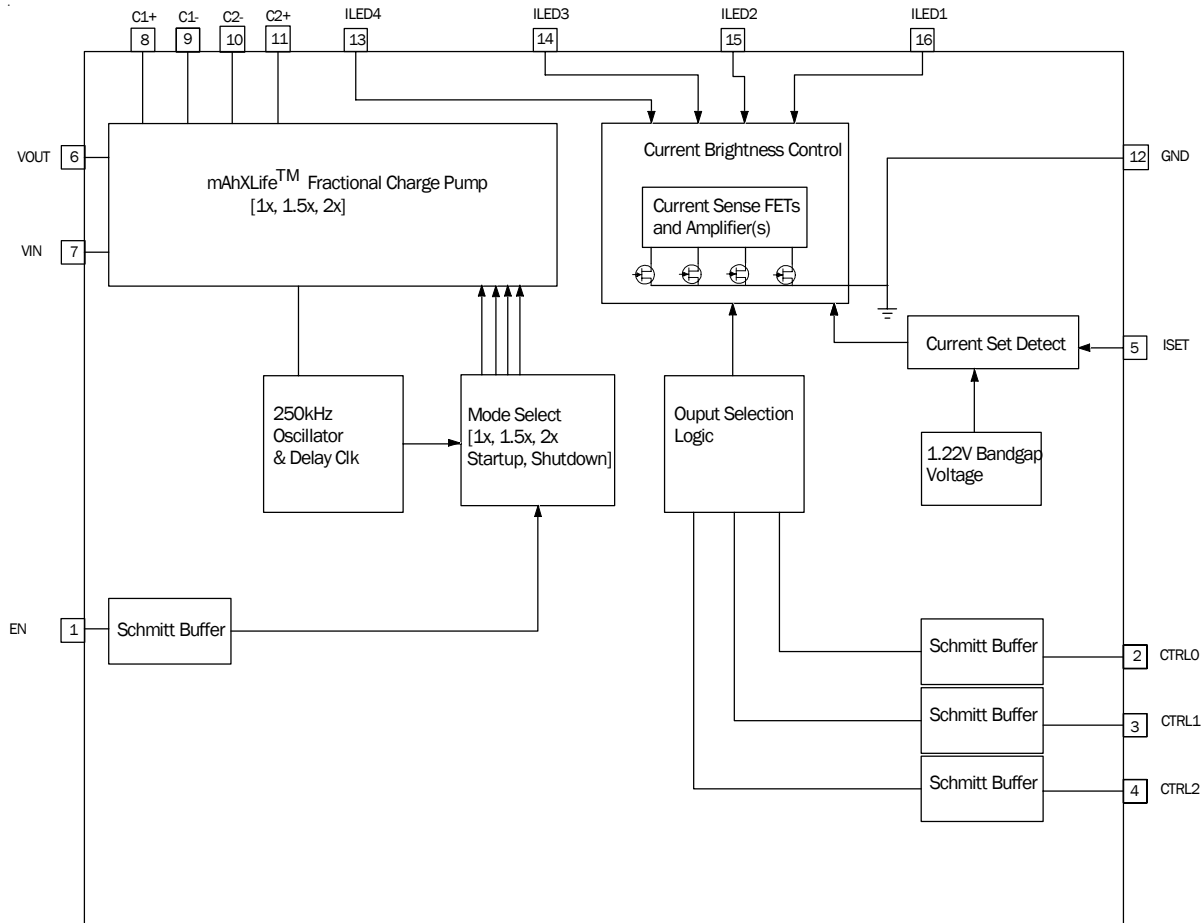 C1+ C1- C2- C2+ ILED4 ILED3 ILED2 ILED1
8 9 10 11 13 14 15 16
VOUT 6
mAhXLife™ Fractional Charge Pump
[1x, 1.5x, 2x]
VIN 7
Current Brightness Control
Current Sense FETs
and Amplifier(s)
12 GND
Current Set Detect
5 ISET
250kHz
Oscillator
& Delay Clk
Mode Select
[1x, 1.5x, 2x
Startup, Shutdown]
Ouput Selection
Logic
1.22V Bandgap
Voltage
EN 1
Schmitt Buffer
Schmitt Buffer
2 CTRL0
Schmitt Buffer
3 CTRL1
Schmitt Buffer
4 CTRL2